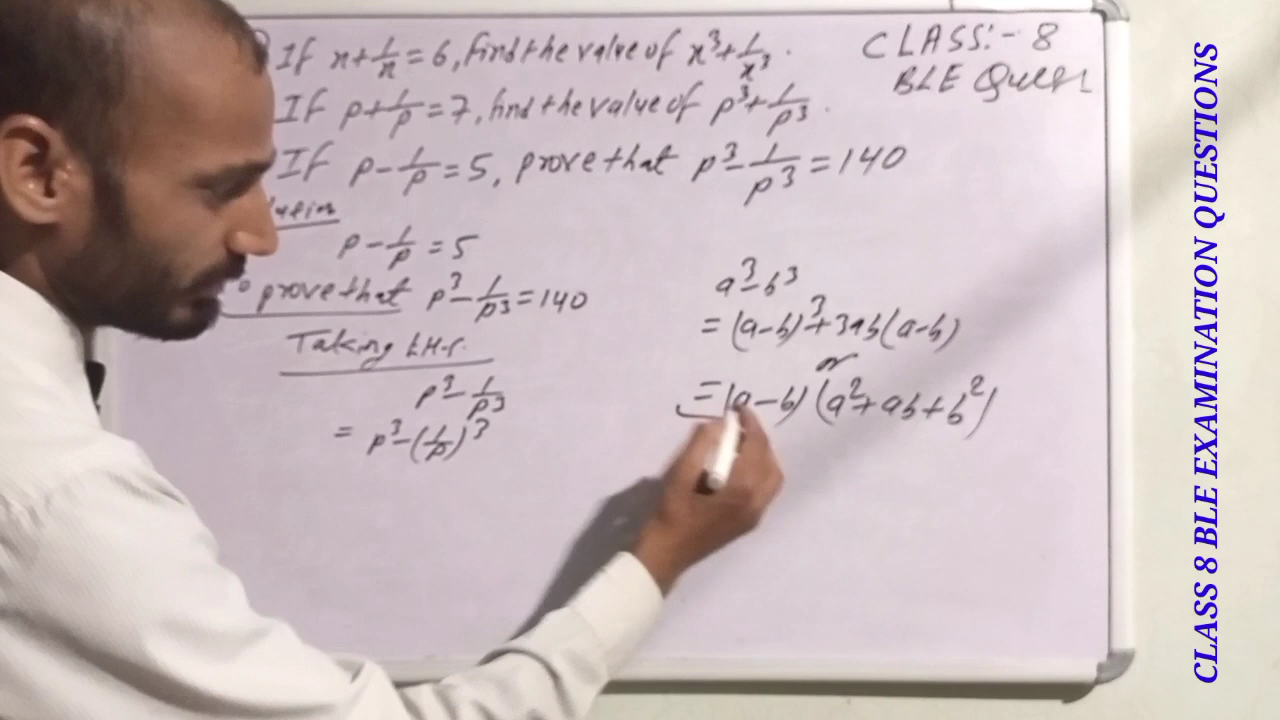 If x+1/x=6, find the value of x³+1/x³.
If p+1/p=7, find the value of p³+1/p³.
If p-1/p=5, prove that p³-1/p³=140
CLASS:- 8
BLE
p-1/p=5
prove that p³-1/p³=140
Taking L.H.S.
p³-1/p³
= p³-(1/p)³
a³-b³
= (a-b)³+3ab(a-b)
or
=(a-b)(a²+ab+b²)
CLASS 8 BLE EXAMINATION QUESTIONS